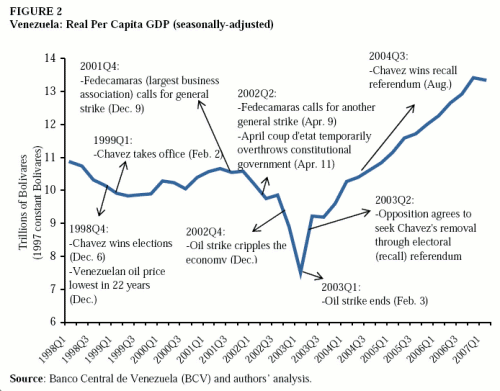 FIGURE 2
Venezuela: Real Per Capita GDP (seasonally-adjusted)
14
13
12
11
10
9
8
7
6
Trillions of Bolivares
(1997 constant Bolivares)
2001Q4:
-Fedecamaras (largest business
association) calls for general
strike (Dec. 9)
1999Q1:
-Chavez takes office (Feb. 2)
2002Q2:
-Fedecamaras calls for another
general strike (Apr. 9)
-April coup d'etat temporarily
overthrows constitutional
government (Apr. 11)
2004Q3:
-Chavez wins recall
referendum (Aug.)
1998Q4:
-Chavez wins elections
(Dec. 6)
-Venezuelan oil price
lowest in 22 years
(Dec.)
2002Q4:
-Oil strike cripples the
economy (Dec.)
2003Q1:
-Oil strike ends (Feb. 3)
2003Q2:
-Opposition agrees to
seek Chavez's removal
through electoral
(recall) referendum
1998Q1
1998Q3
1999Q1
1999Q3
2000Q1
2000Q3
2001Q1
2001Q3
2002Q1
2002Q3
2003Q1
2003Q3
2004Q1
2004Q3
2005Q1
2005Q3
2006Q1
2006Q3
2007Q1
Source: Banco Central de Venezuela (BCV) and authors' analysis.